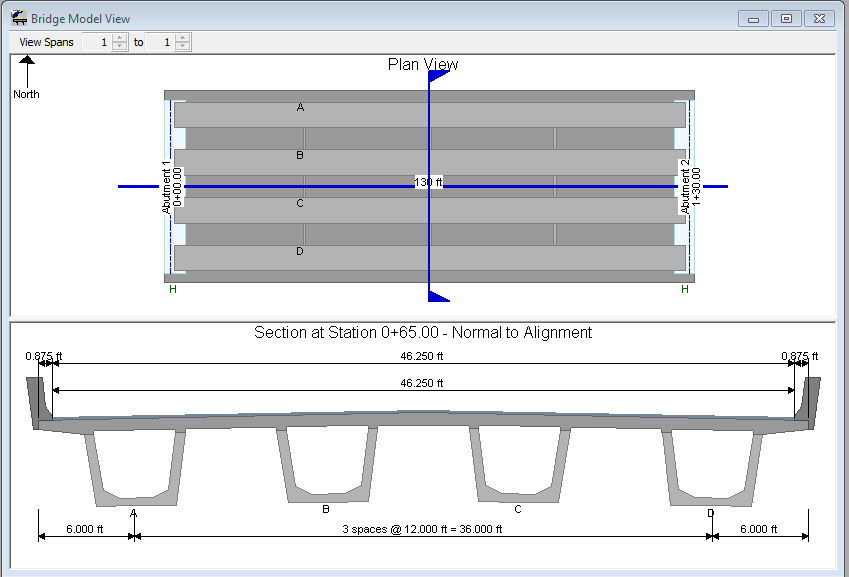 Bridge Model View
View Spans 1 to 1
Plan View
North
A
B
130 ft
Abutment 1
0+00.00
Abutment 2
1+30.00
C
D
H H
Section at Station 0+65.00 - Normal to Alignment
0.875 ft 46.250 ft 0.875 ft
46.250 ft
A B C D
6.000 ft 3 spaces @ 12.000 ft = 36.000 ft 6.000 ft